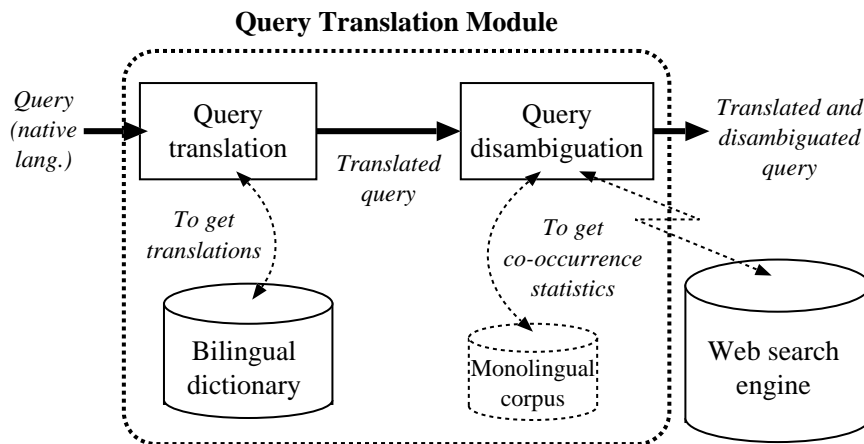 Query Translation Module
Query
(native
lang.)
Query
translation
Translated
query
Query
disambiguation
Translated and
disambiguated
query
To get
translations
To get
co-occurrence
statistics
Bilingual
dictionary
Monolingual
corpus
Web search
engine